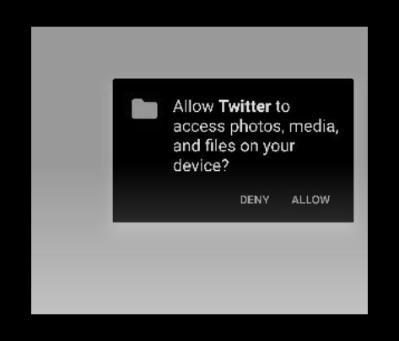 Allow Twitter to
access photos, media,
and files on your
device?
DENY ALLOW